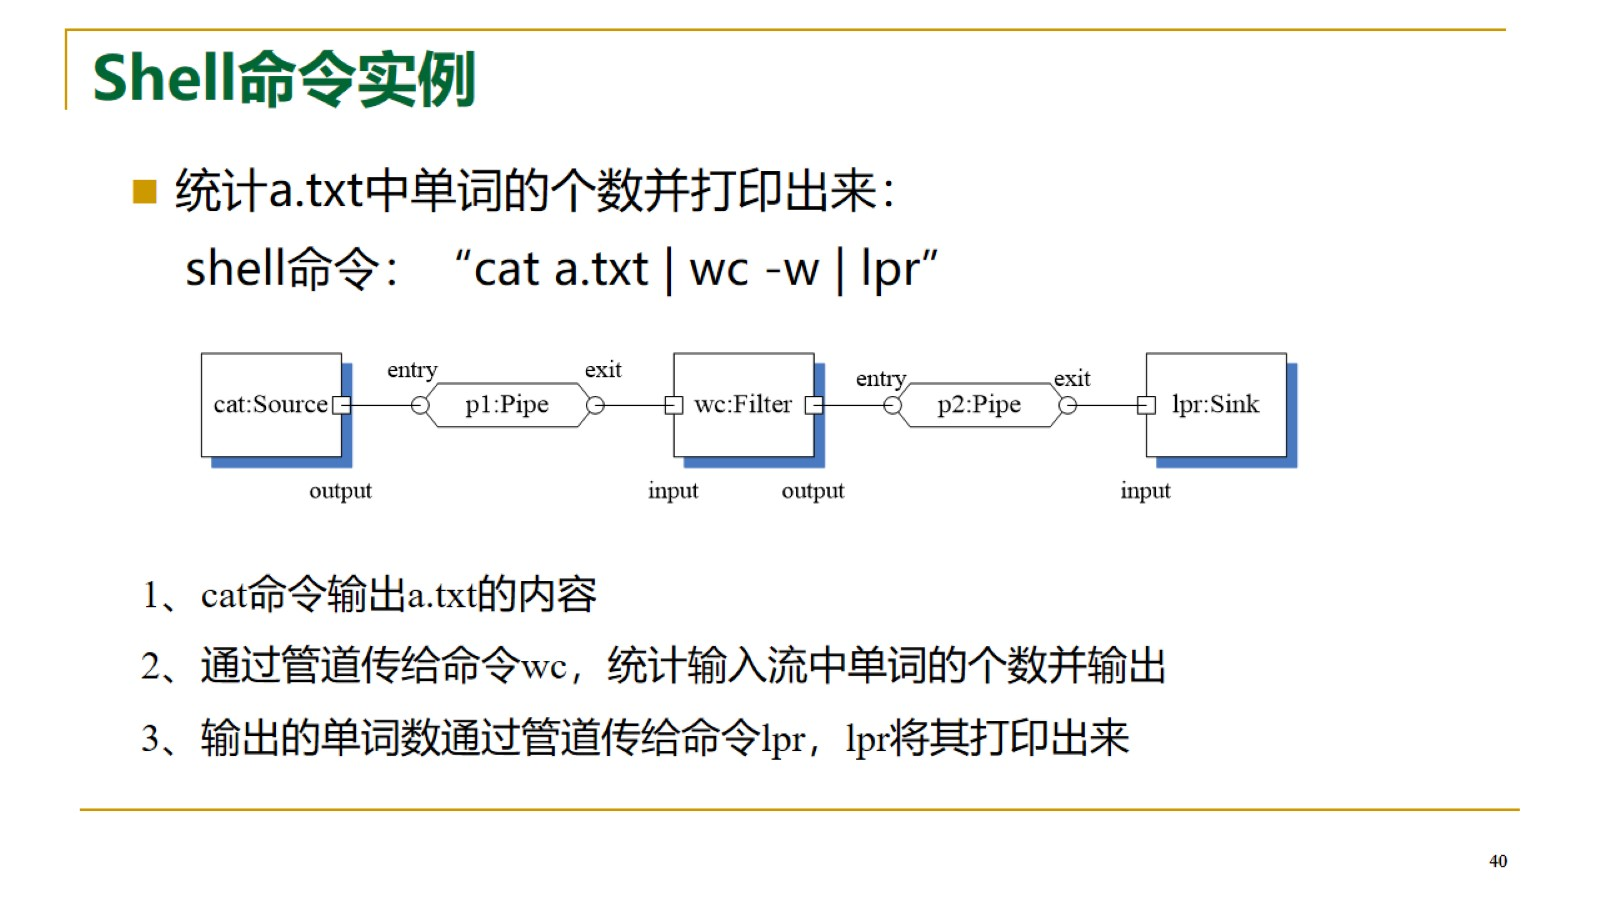 Shell命令实例
统计a.txt中单词的个数并打印出来：
shell命令： “cat a.txt | wc -w | lpr”
entry
exit
entry
exit
cat:Source
p1:Pipe
wc:Filter
p2:Pipe
lpr:Sink
output
input
output
input
1、cat命令输出a.txt的内容
2、通过管道传给命令wc，统计输入流中单词的个数并输出
3、输出的单词数通过管道传给命令lpr，lpr将其打印出来
40